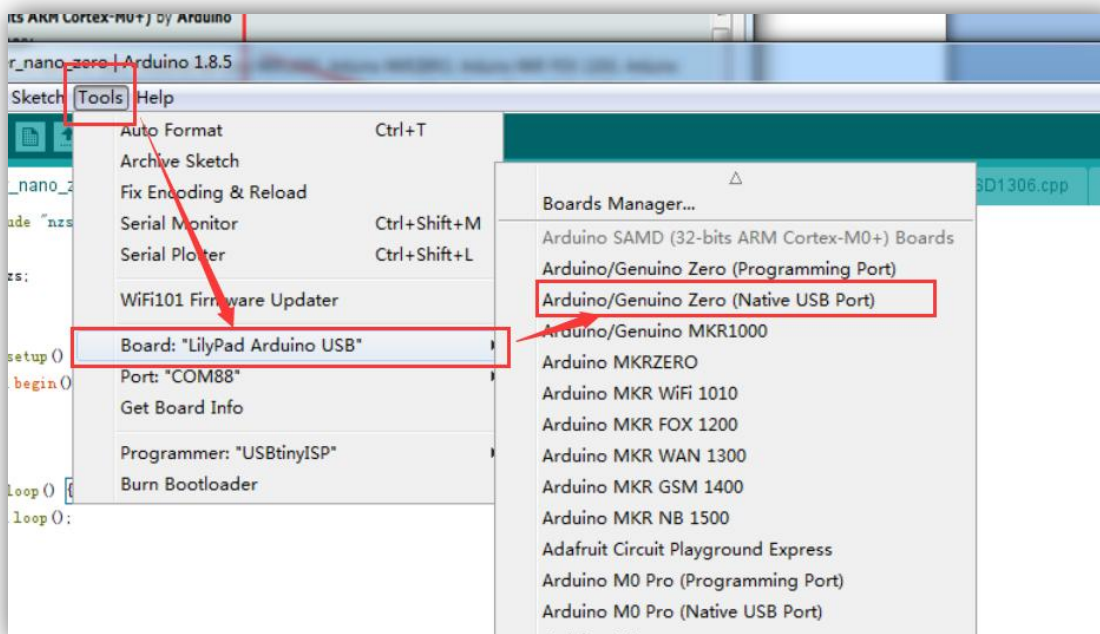 its ARM Cortex-M0+) by Arduino
r_nano_zero | Arduino 1.8.5
Sketch Tools Help
Auto Format Ctrl+T
Archive Sketch
Fix Encoding & Reload
Serial Monitor Ctrl+Shift+M
Serial Plotter Ctrl+Shift+L
WiFi101 Firmware Updater
Board: "LilyPad Arduino USB"
Port: "COM88"
Get Board Info
Programmer: "USBtinyISP"
Burn Bootloader
Boards Manager...
Arduino SAMD (32-bits ARM Cortex-M0+) Boards
Arduino/Genuino Zero (Programming Port)
Arduino/Genuino Zero (Native USB Port)
Arduino/Genuino MKR1000
Arduino MKRZERO
Arduino MKR WiFi 1010
Arduino MKR FOX 1200
Arduino MKR WAN 1300
Arduino MKR GSM 1400
Arduino MKR NB 1500
Adafruit Circuit Playground Express
Arduino M0 Pro (Programming Port)
Arduino M0 Pro (Native USB Port)
_nano_z
SD1306.cpp
ude "nzs
zs;
setup()
begin()
loop() {
loop();